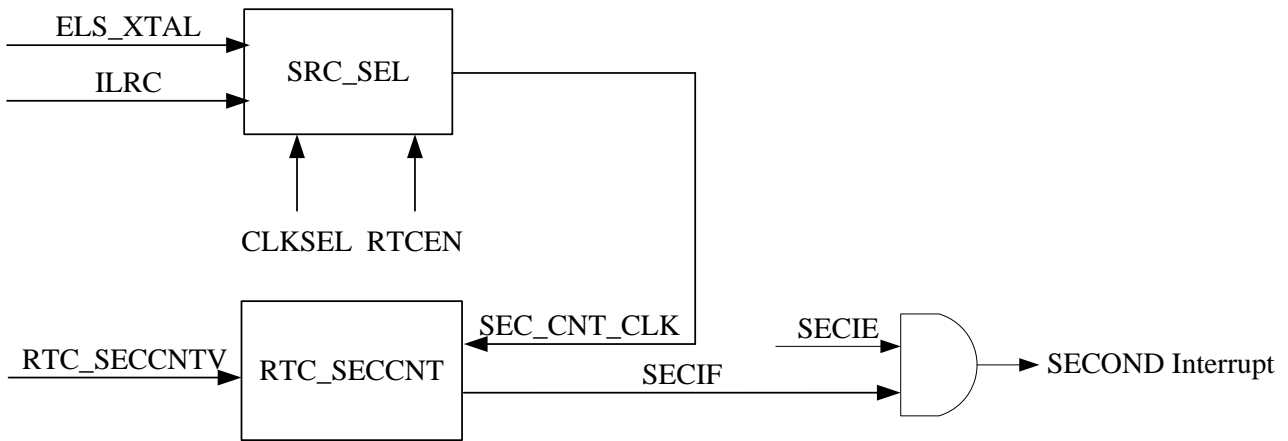 ELS_XTAL
ILRC
SRC_SEL
CLKSEL RTCEN
SEC_CNT_CLK
SECIE
RTC_SECCNTV
RTC_SECCNT
SECIF
SECOND Interrupt